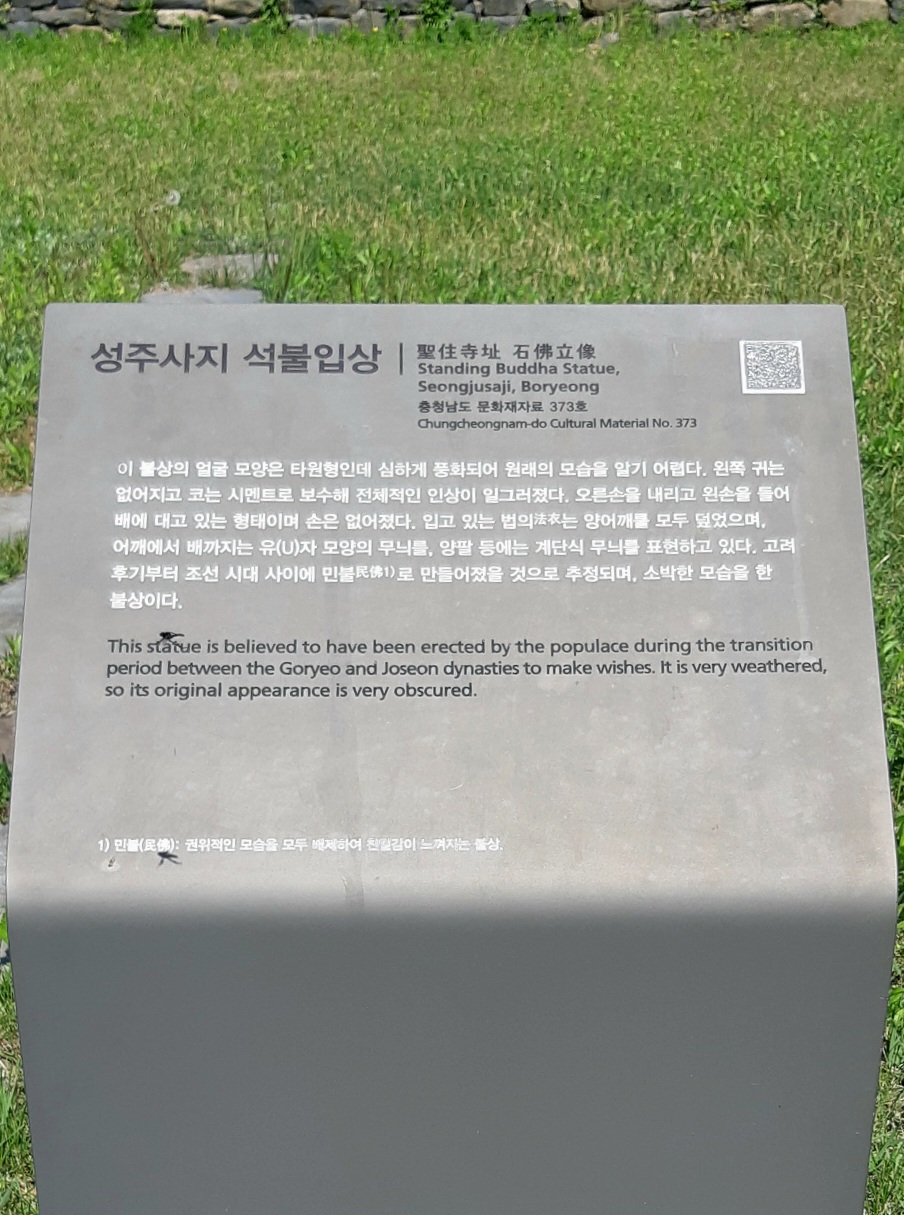 성주사지 석불입상
聖住寺址 石佛立像
Standing Buddha Statue,
Seongjusaji, Boryeong
충청남도 문화재자료 373호
Chungcheongnam-do Cultural Material No. 373
이 불상의 얼굴 모양은 타원형인데 심하게 풍화되어 원래의 모습을 알기 어렵다. 왼쪽 귀는
없어지고 코는 시멘트로 보수해 전체적인 인상이 일그러졌다. 오른손을 내리고 왼손을 들어
배에 대고 있는 형태이며 손은 없어졌다. 입고 있는 법의法衣는 양어깨를 모두 덮었으며,
어깨에서 배까지는 유(U)자 모양의 무늬를, 양팔 등에는 계단식 무늬를 표현하고 있다. 고려
후기부터 조선 시대 사이에 민불民佛1)로 만들어졌을 것으로 추정되며, 소박한 모습을 한
불상이다.
This statue is believed to have been erected by the populace during the transition
period between the Goryeo and Joseon dynasties to make wishes. It is very weathered,
so its original appearance is very obscured.
1) 민불(民佛): 권위적인 모습을 모두 배제하여 친밀감이 느껴지는 불상.